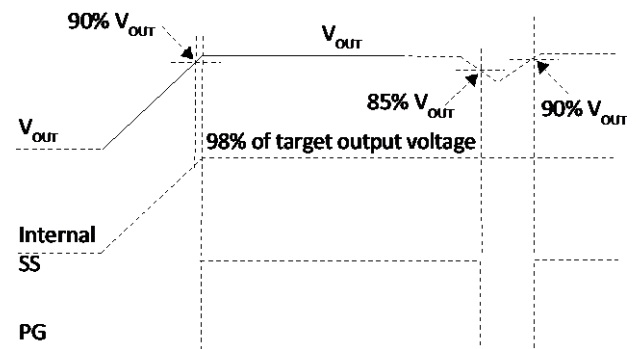 90% VOUT
VOUT
85% VOUT
90% VOUT
VOUT
98% of target output voltage
Internal
SS
PG